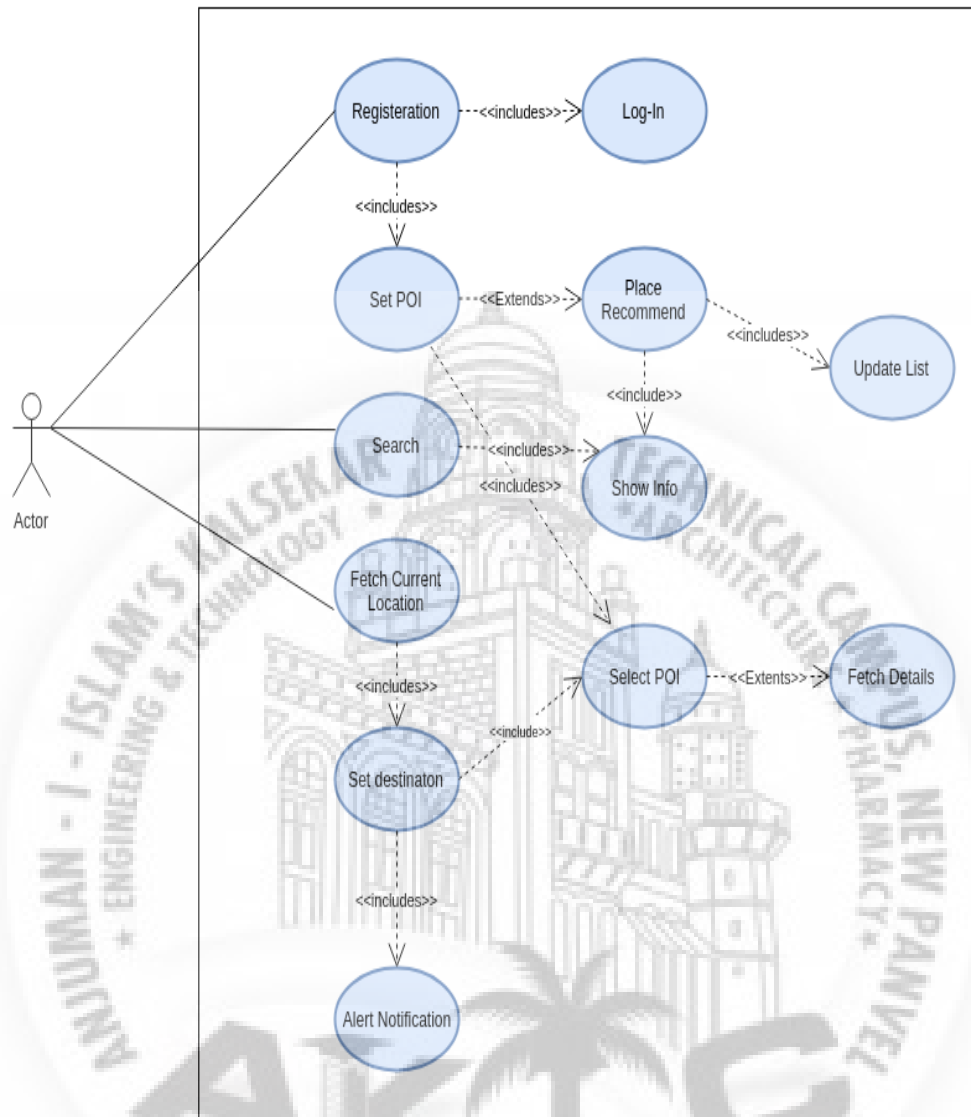 Registeration
<<includes>>
Log-In
<<includes>>
Set POI
<<Extends>>
Place
Recommend
<<includes>>
Update List
<<include>>
Actor
Search
<<includes>>
Show Info
<<includes>>
Fetch Current
Location
<<includes>>
Select POI
<<Extents>>
Fetch Details
<<include>>
Set destinaton
<<includes>>
Alert Notification
ANJUMAN - I - ISLAM'S KALSEKAR TECHNICAL CAMPUS, NEW PANVEL
* ENGINEERING & TECHNOLOGY * *ARCHITECTURE *PHARMACY*